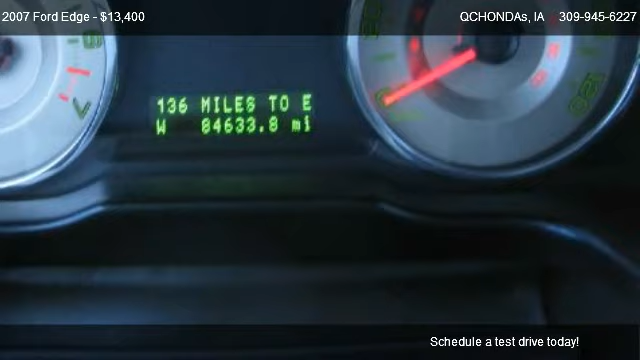 2007 Ford Edge - $13,400
QCHONDAs, IA 309-945-6227
136 MILES TO E
W 84633.8 mi
7
Schedule a test drive today!